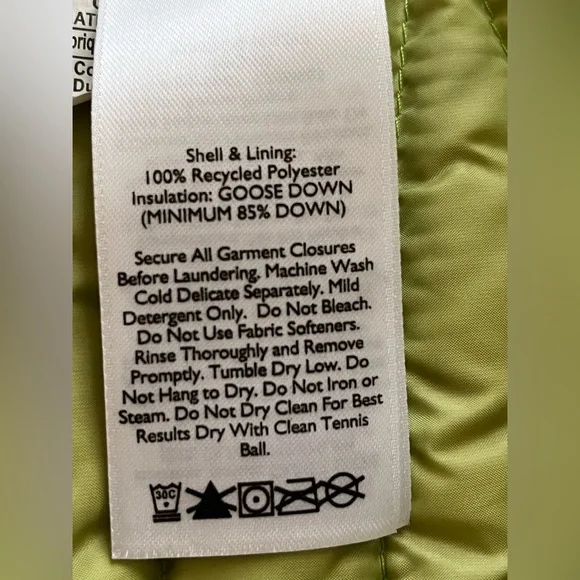 Shell & Lining:
100% Recycled Polyester
Insulation: GOOSE DOWN
(MINIMUM 85% DOWN)
Secure All Garment Closures
Before Laundering. Machine Wash
Cold Delicate Separately. Mild
Detergent Only. Do Not Bleach.
Do Not Use Fabric Softeners.
Rinse Thoroughly and Remove
Promptly. Tumble Dry Low. Do
Not Hang to Dry. Do Not Iron or
Steam. Do Not Dry Clean For Best
Results Dry With Clean Tennis
Ball.
30C